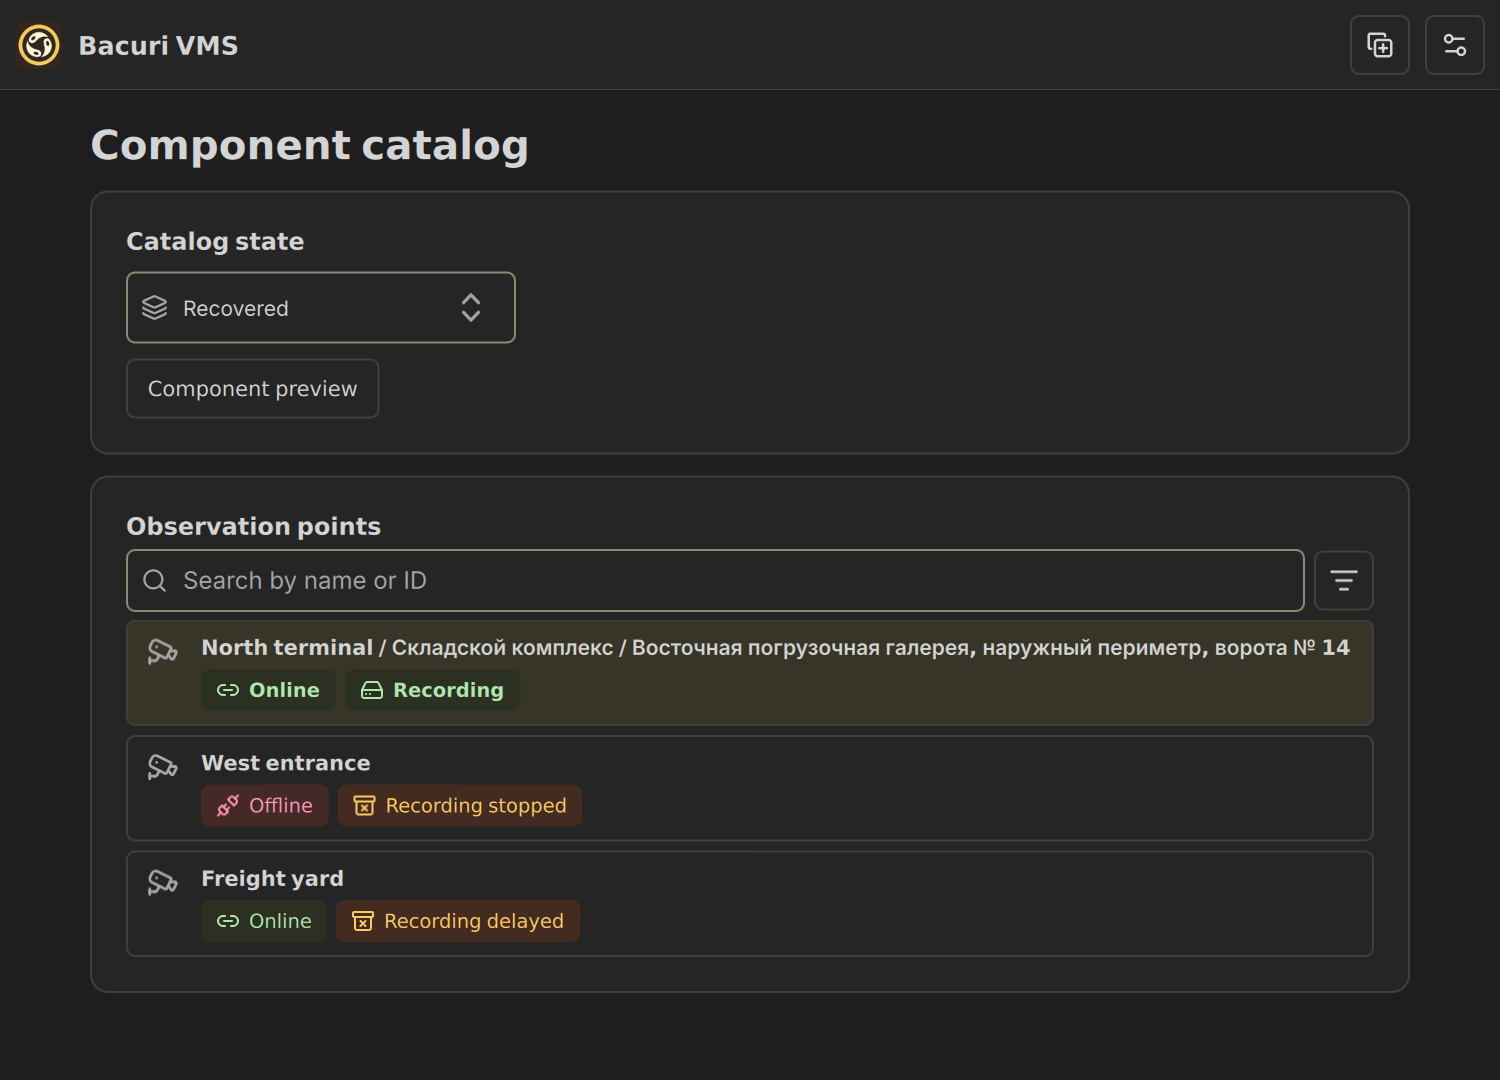 Bacuri VMS
Component catalog
Catalog state
Recovered
Component preview
Observation points
Search by name or ID
North terminal / Складской комплекс / Восточная погрузочная галерея, наружный периметр, ворота № 14
Online
Recording
West entrance
Offline
Recording stopped
Freight yard
Online
Recording delayed